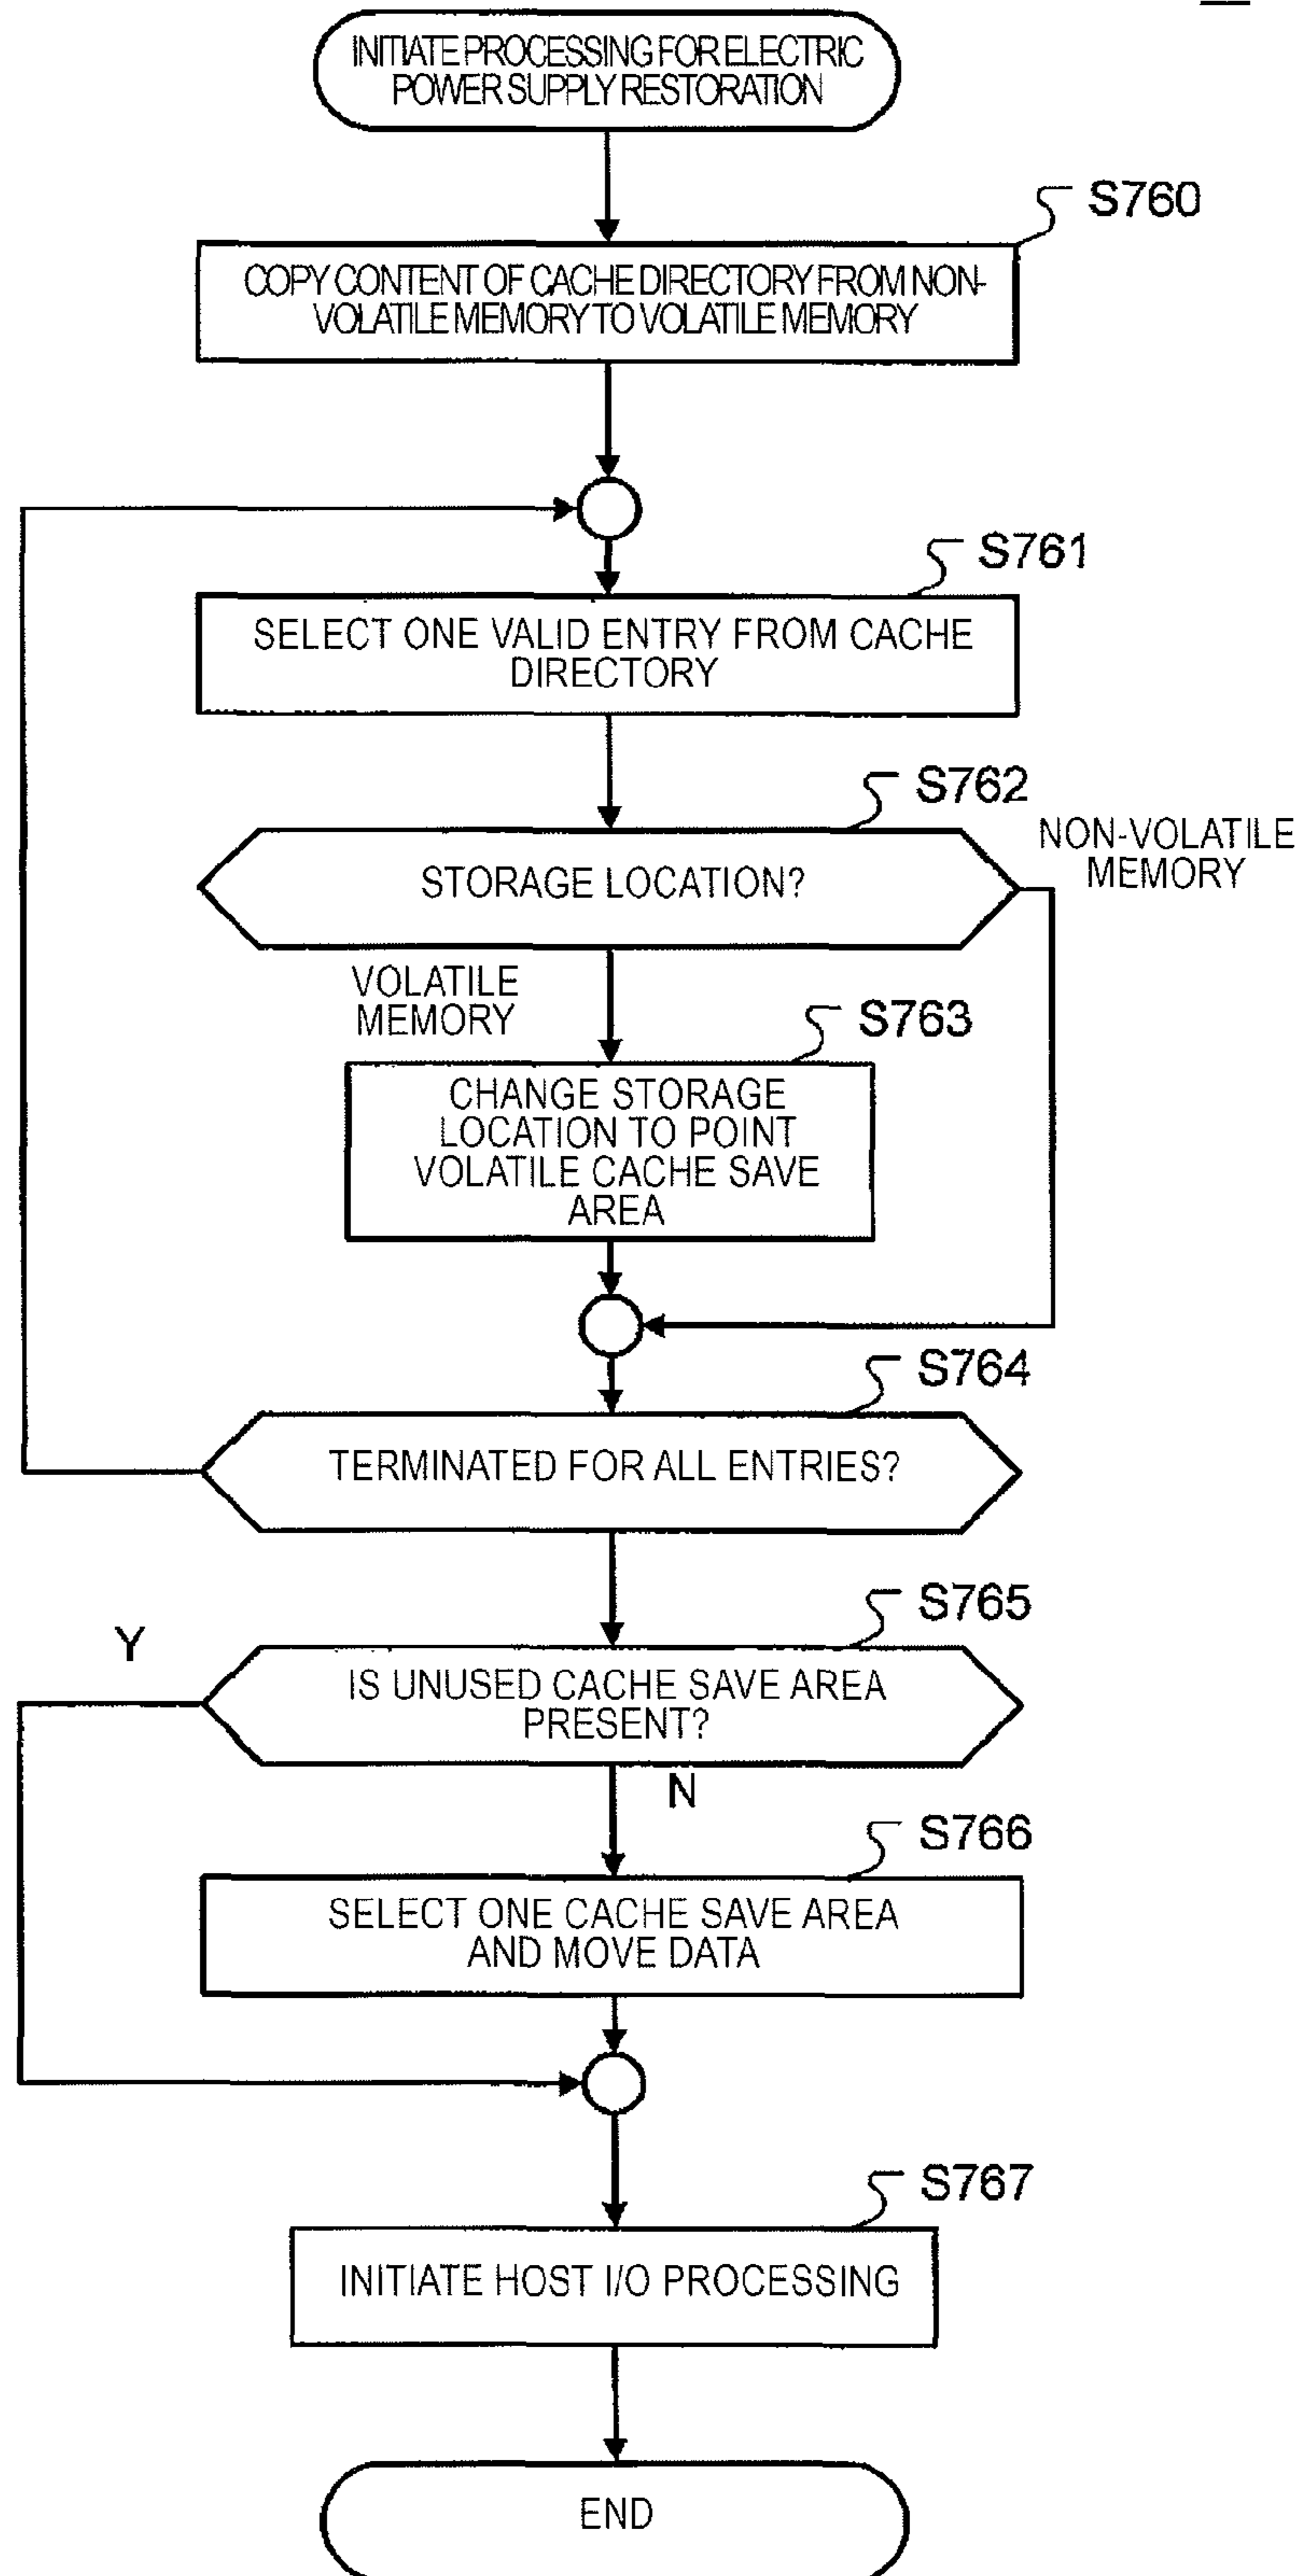 INITIATE PROCESSING FOR ELECTRIC
POWER SUPPLY RESTORATION
S760
COPY CONTENT OF CACHE DIRECTORY FROM NON-
VOLATILE MEMORY TO VOLATILE MEMORY
S761
SELECT ONE VALID ENTRY FROM CACHE
DIRECTORY
S762
STORAGE LOCATION?
NON-VOLATILE
MEMORY
VOLATILE
MEMORY
S763
CHANGE STORAGE
LOCATION TO POINT
VOLATILE CACHE SAVE
AREA
S764
TERMINATED FOR ALL ENTRIES?
S765
Y
IS UNUSED CACHE SAVE AREA
PRESENT?
N
S766
SELECT ONE CACHE SAVE AREA
AND MOVE DATA
S767
INITIATE HOST I/O PROCESSING
END